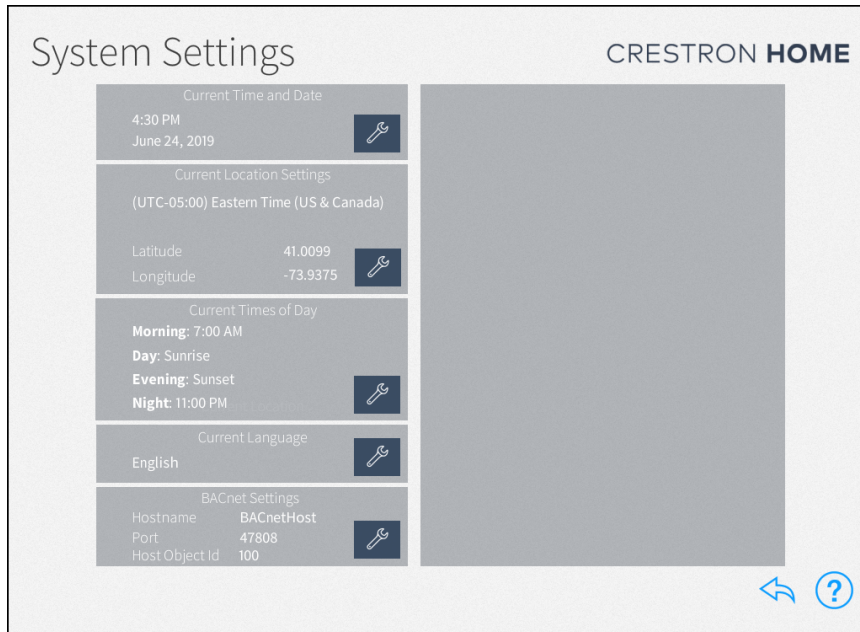 System Settings
CRESTRON HOME
Current Time and Date
4:30 PM
June 24, 2019
Current Location Settings
(UTC-05:00) Eastern Time (US & Canada)
Latitude 41.0099
Longitude -73.9375
Current Times of Day
Morning: 7:00 AM
Day: Sunrise
Evening: Sunset
Night: 11:00 PM
Current Language
English
BACnet Settings
Hostname BACnetHost
Port 47808
Host Object Id 100
?